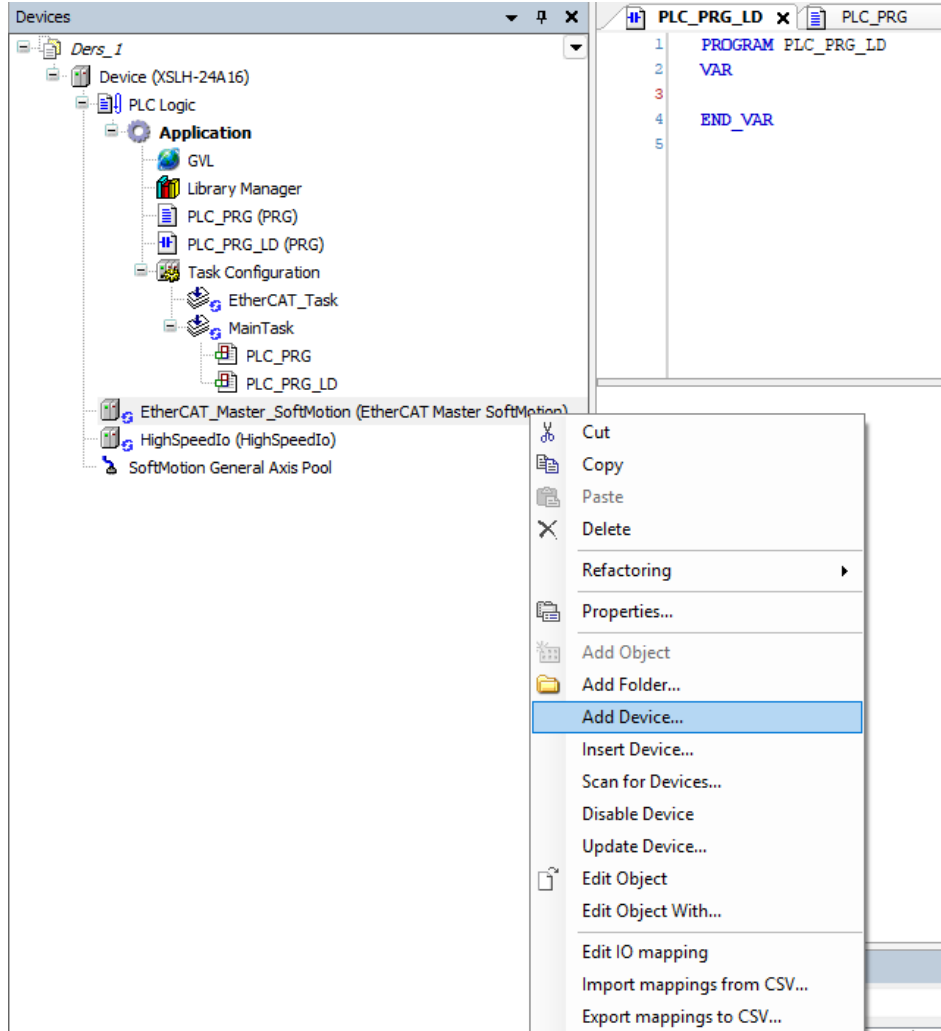 Devices
Ders_1
Device (XSLH-24A16)
PLC Logic
Application
GVL
Library Manager
PLC_PRG (PRG)
PLC_PRG_LD (PRG)
Task Configuration
EtherCAT_Task
MainTask
PLC_PRG
PLC_PRG_LD
EtherCAT_Master_SoftMotion (EtherCAT Master SoftMotion)
HighSpeedIo (HighSpeedIo)
SoftMotion General Axis Pool
PLC_PRG_LD PLC_PRG
1 PROGRAM PLC_PRG_LD
2 VAR
3
4 END_VAR
5
Cut
Copy
Paste
Delete
Refactoring
Properties...
Add Object
Add Folder...
Add Device...
Insert Device...
Scan for Devices...
Disable Device
Update Device...
Edit Object
Edit Object With...
Edit IO mapping
Import mappings from CSV...
Export mappings to CSV...